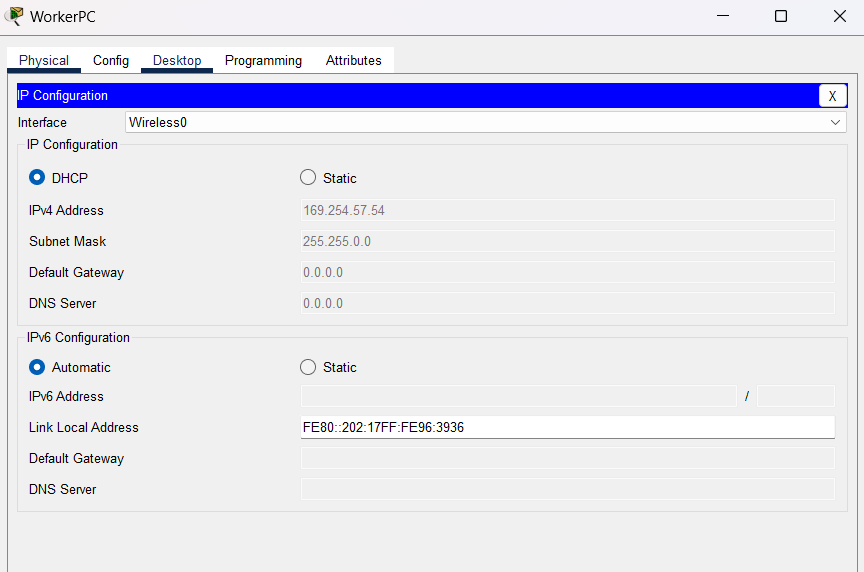 WorkerPC
Physical Config Desktop Programming Attributes
IP Configuration X
Interface Wireless0
IP Configuration
DHCP Static
IPv4 Address 169.254.57.54
Subnet Mask 255.255.0.0
Default Gateway 0.0.0.0
DNS Server 0.0.0.0
IPv6 Configuration
Automatic Static
IPv6 Address /
Link Local Address FE80::202:17FF:FE96:3936
Default Gateway
DNS Server